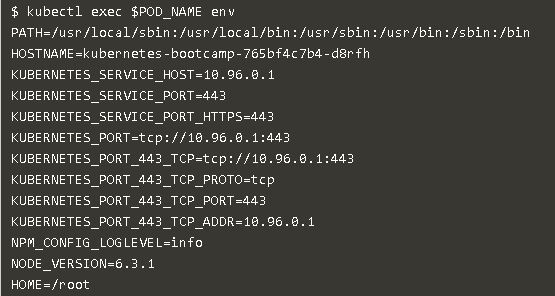 $ kubectl exec $POD_NAME env
PATH=/usr/local/sbin:/usr/local/bin:/usr/sbin:/usr/bin:/sbin:/bin
HOSTNAME=kubernetes-bootcamp-765bf4c7b4-d8rfh
KUBERNETES_SERVICE_HOST=10.96.0.1
KUBERNETES_SERVICE_PORT=443
KUBERNETES_SERVICE_PORT_HTTPS=443
KUBERNETES_PORT=tcp://10.96.0.1:443
KUBERNETES_PORT_443_TCP=tcp://10.96.0.1:443
KUBERNETES_PORT_443_TCP_PROTO=tcp
KUBERNETES_PORT_443_TCP_PORT=443
KUBERNETES_PORT_443_TCP_ADDR=10.96.0.1
NPM_CONFIG_LOGLEVEL=info
NODE_VERSION=6.3.1
HOME=/root